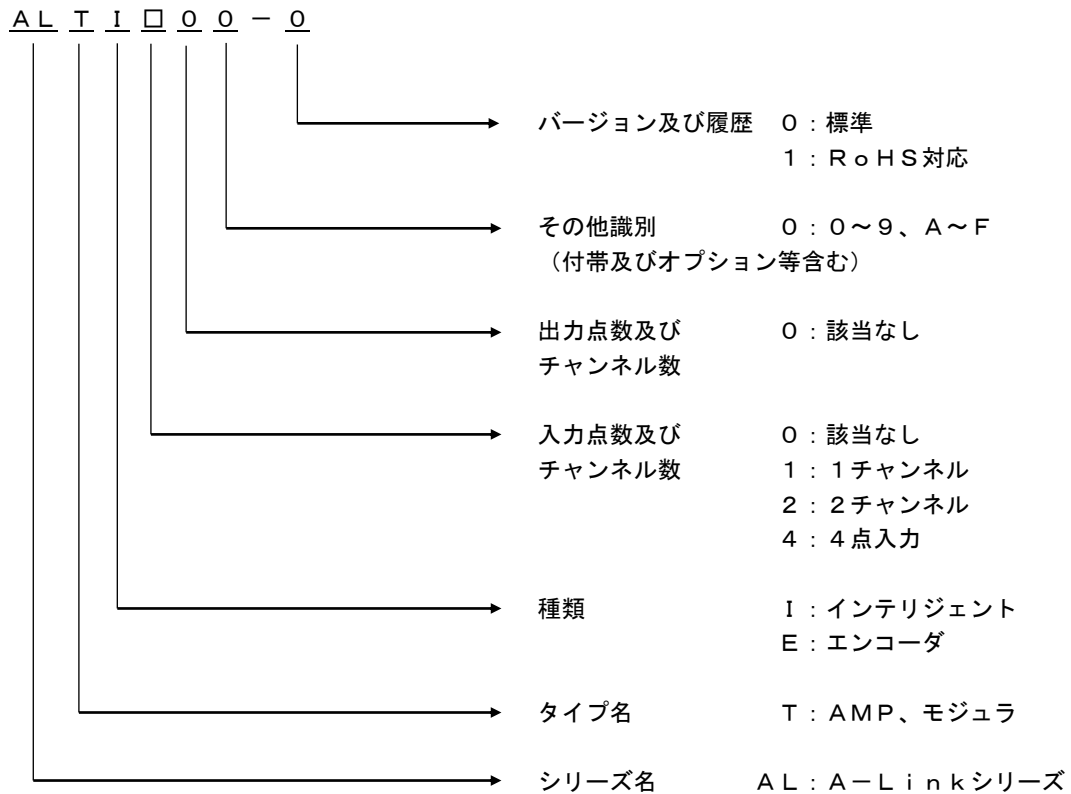 ＡＬＴＩ□００－０
バージョン及び履歴　０：標準
１：ＲｏＨＳ対応
その他識別　０：０～９、Ａ～Ｆ
（付帯及びオプション等含む）
出力点数及び　０：該当なし
チャンネル数
入力点数及び　０：該当なし
チャンネル数　１：１チャンネル
２：２チャンネル
４：４点入力
種類　Ｉ：インテリジェント
Ｅ：エンコーダ
タイプ名　Ｔ：ＡＭＰ、モジュラ
シリーズ名　ＡＬ：Ａ－Ｌｉｎｋシリーズ